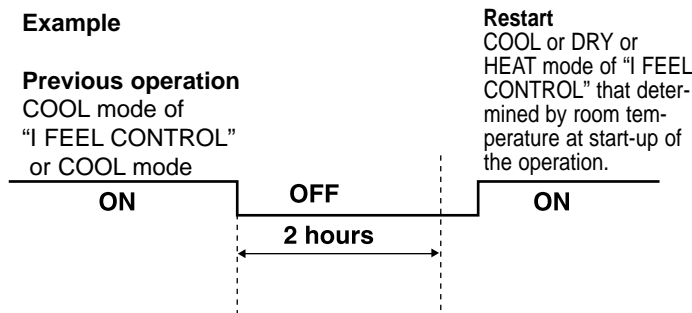 Example
Previous operation
COOL mode of
“I FEEL CONTROL”
or COOL mode
Restart
COOL or DRY or
HEAT mode of “I FEEL
CONTROL” that deter-
mined by room tem-
perature at start-up of
the operation.
ON
OFF
ON
2 hours